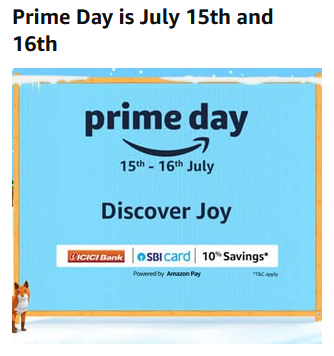 Prime Day is July 15th and
16th
prime day
15th - 16th July
Discover Joy
ICICI Bank SBI card 10% Savings*
Powered by Amazon Pay *T&C apply